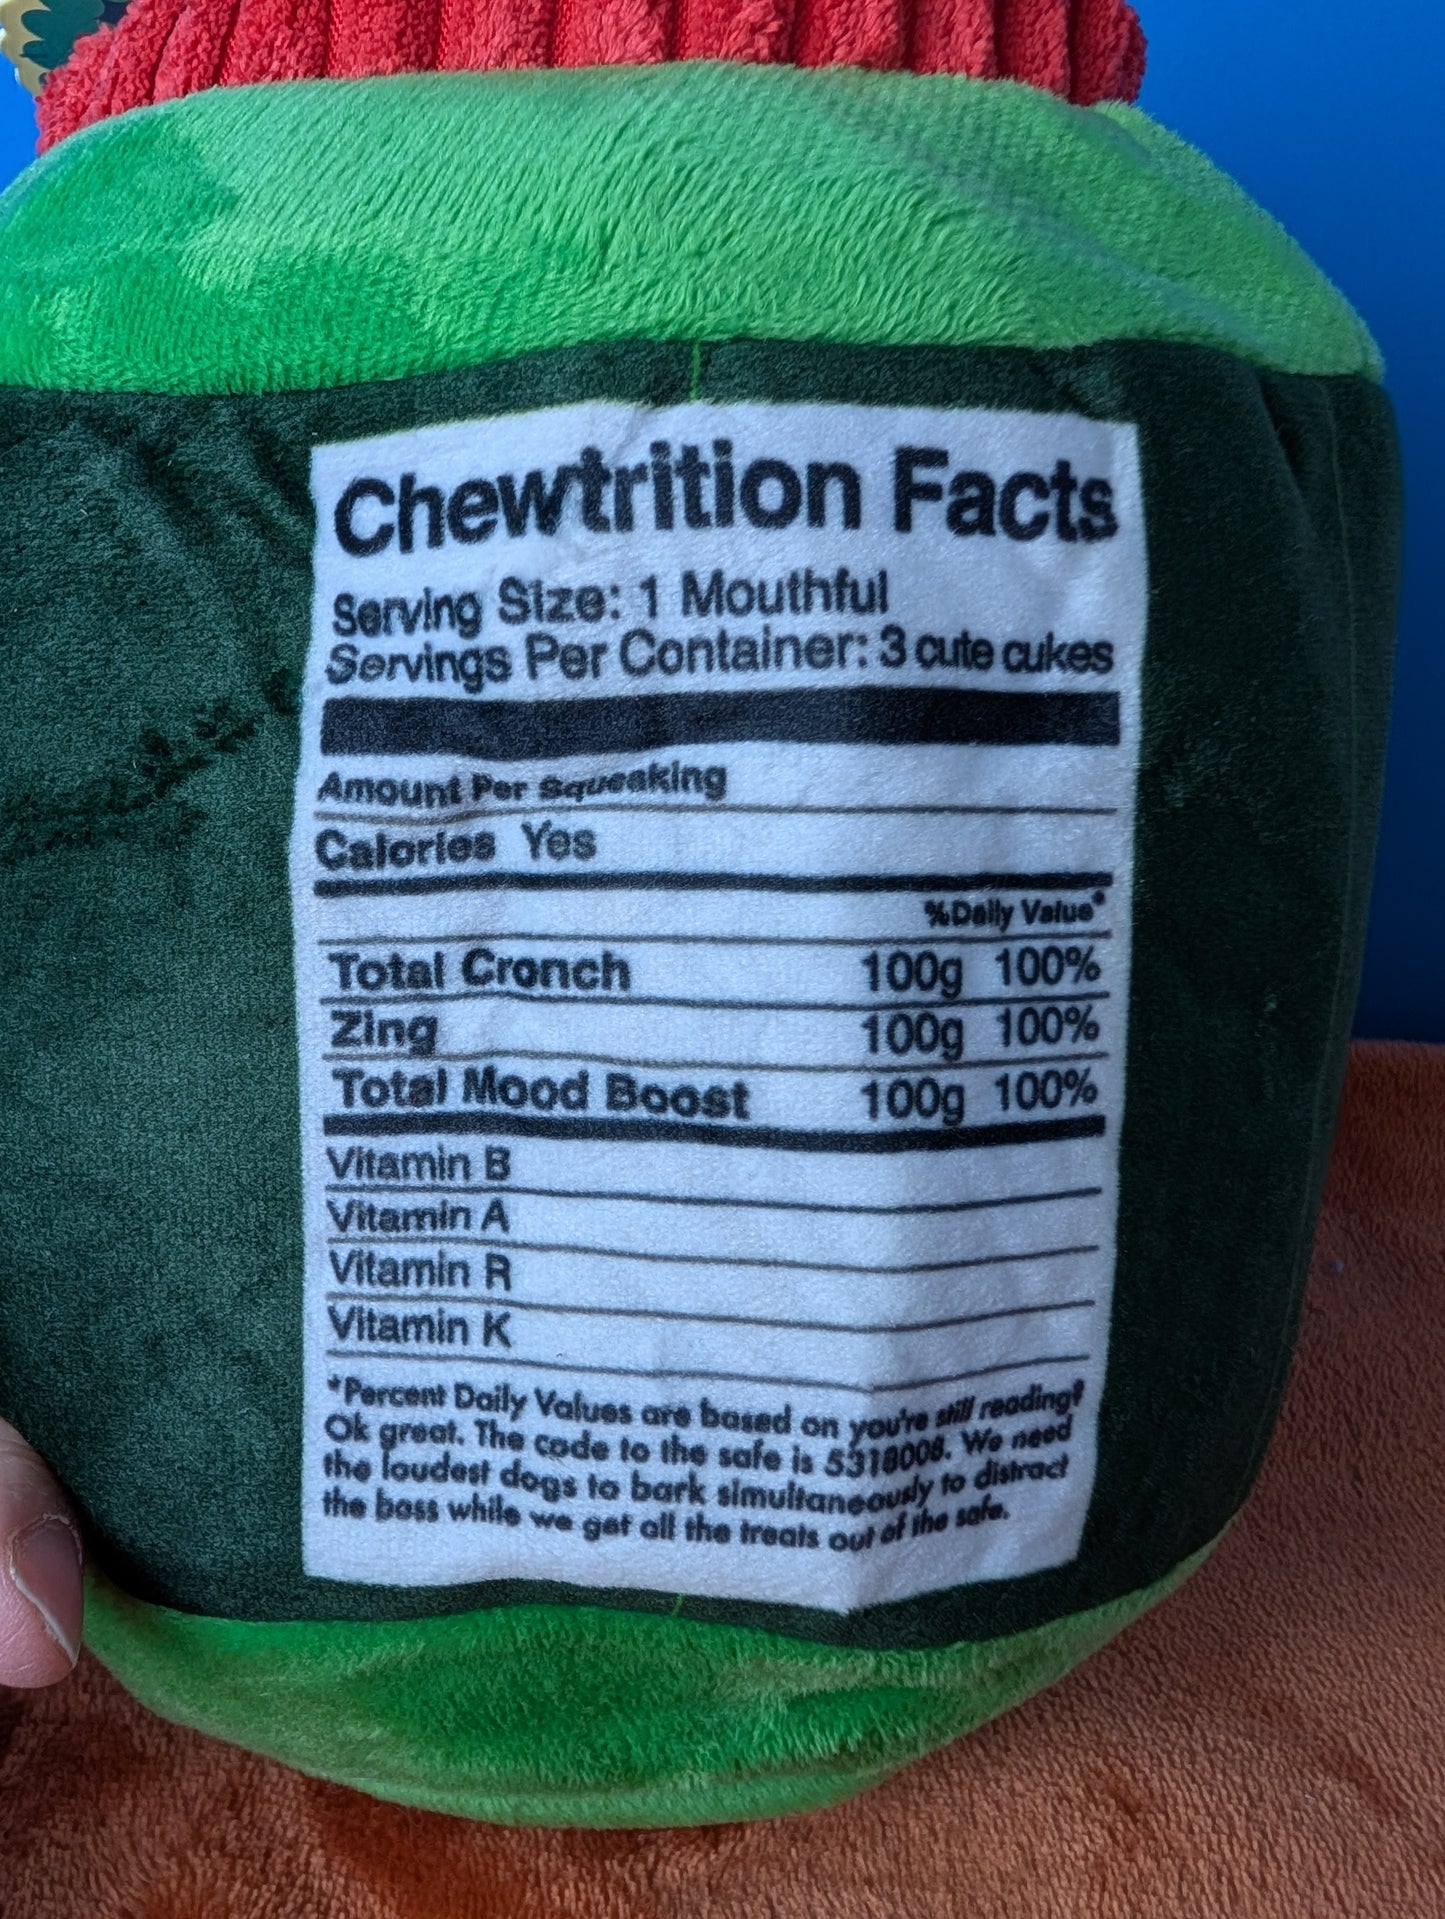 Chewtrition Facts
Serving Size: 1 Mouthful
Servings Per Container: 3 cute cukes
Amount Per Squeaking
Calories Yes
%Daily Value*
Total Cronch 100g 100%
Zing 100g 100%
Total Mood Boost 100g 100%
Vitamin B
Vitamin A
Vitamin R
Vitamin K
*Percent Daily Values are based on you're still reading?
Ok great. The code to the safe is 5318008. We need
the loudest dogs to bark simultaneously to distract
the boss while we get all the treats out of the safe.